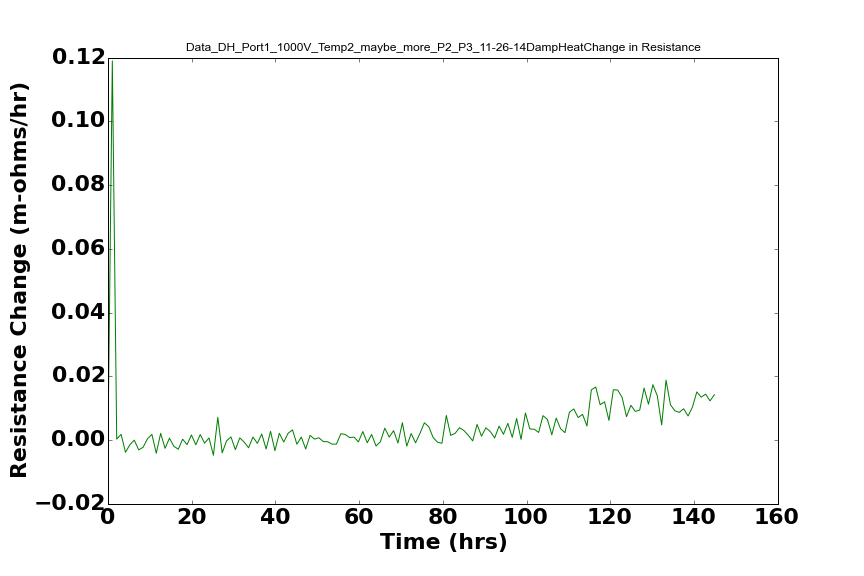 Data_DH_Port1_1000V_Temp2_maybe_more_P2_P3_11-26-14DampHeatChange in Resistance
0.12
0.10
0.08
0.06
0.04
0.02
0.00
−0.02
Resistance Change (m-ohms/hr)
0 20 40 60 80 100 120 140 160
Time (hrs)